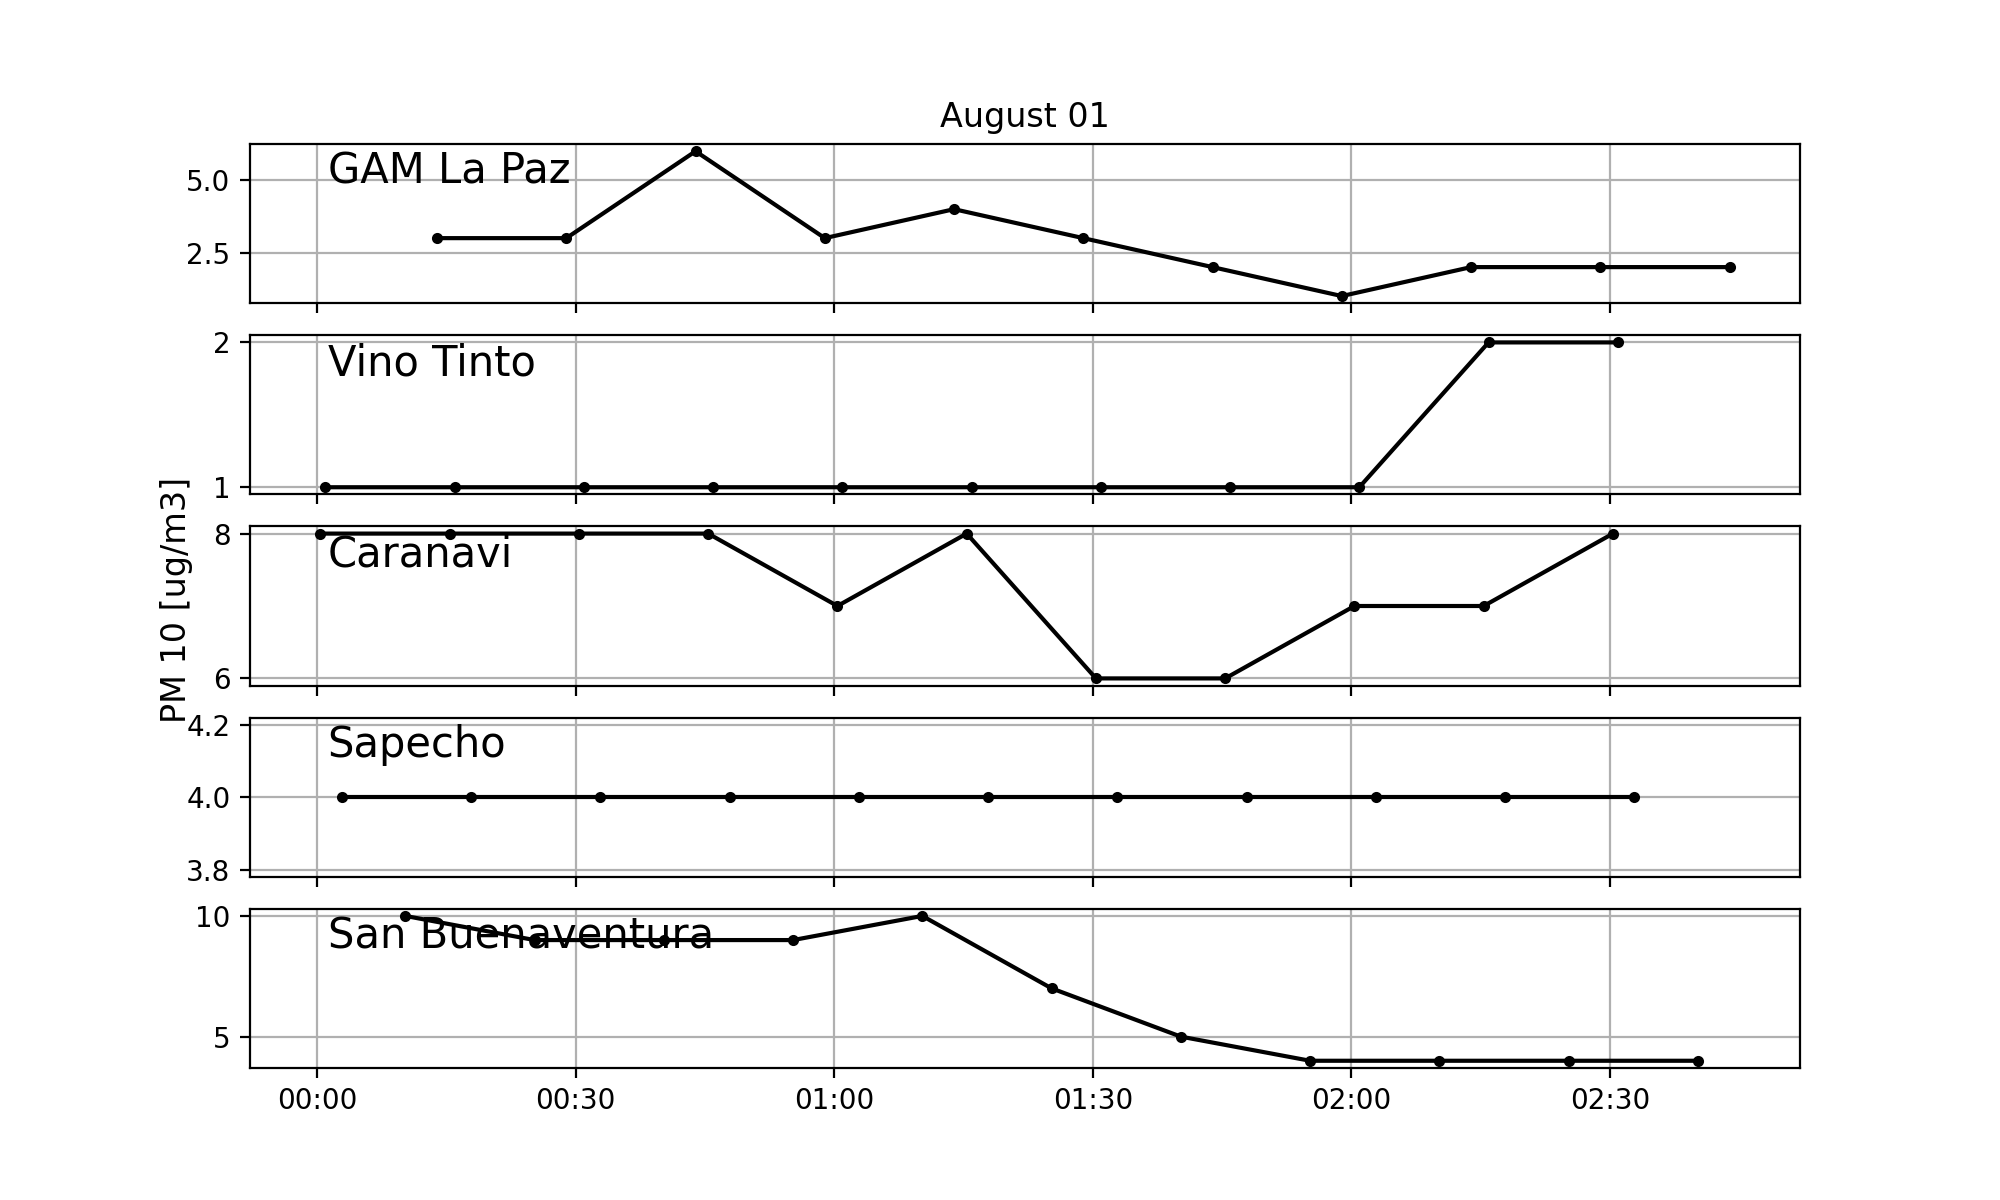 August 01
GAM La Paz
5.0
2.5
Vino Tinto
2
1
PM 10 [ug/m3]
Caranavi
8
6
Sapecho
4.2
4.0
3.8
San Buenaventura
10
5
00:00 00:30 01:00 01:30 02:00 02:30